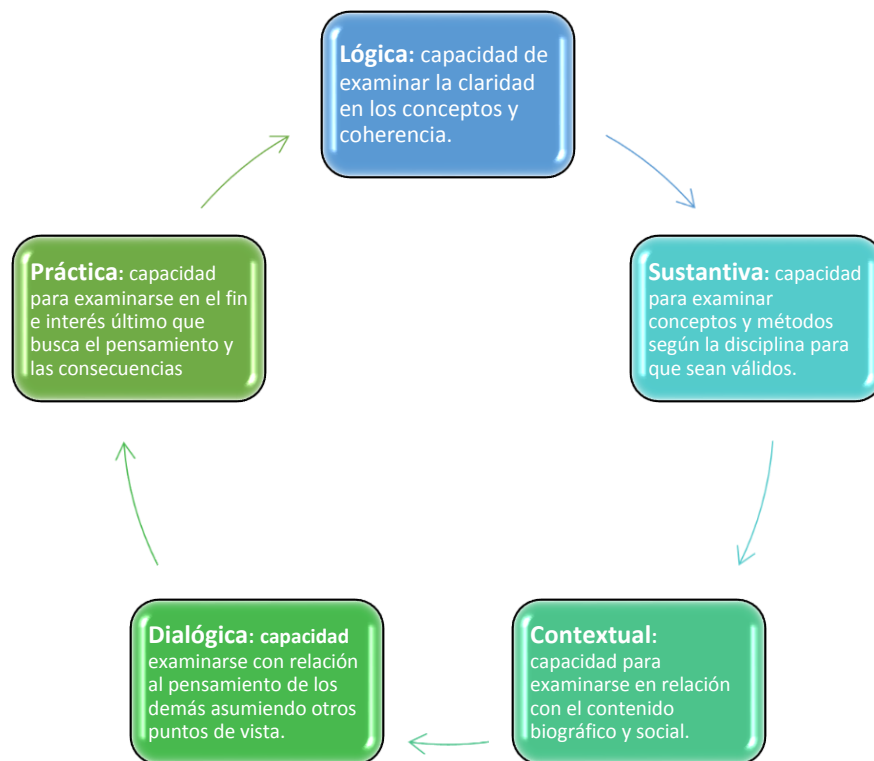 Lógica: capacidad de
examinar la claridad
en los conceptos y
coherencia.
Sustantiva: capacidad
para examinar
conceptos y métodos
según la disciplina para
que sean válidos.
Contextual:
capacidad para
examinarse en relación
con el contenido
biográfico y social.
Dialógica: capacidad
examinarse con relación
al pensamiento de los
demás asumiendo otros
puntos de vista.
Práctica: capacidad
para examinarse en el fin
e interés último que
busca el pensamiento y
las consecuencias